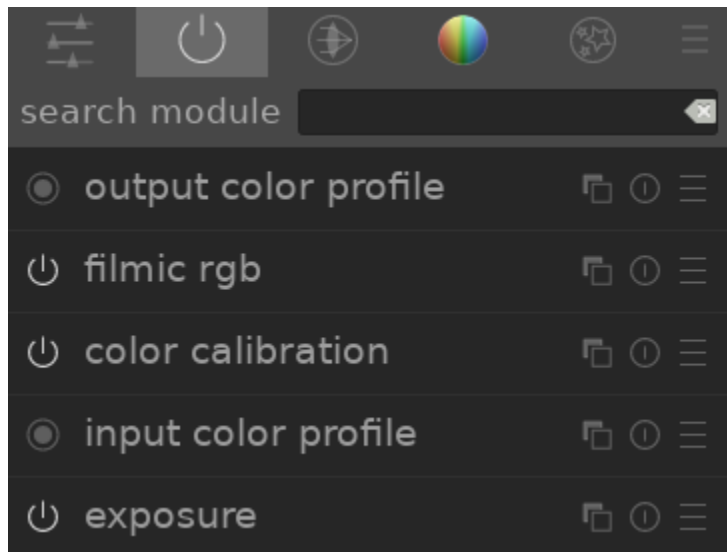 search module
output color profile
filmic rgb
color calibration
input color profile
exposure